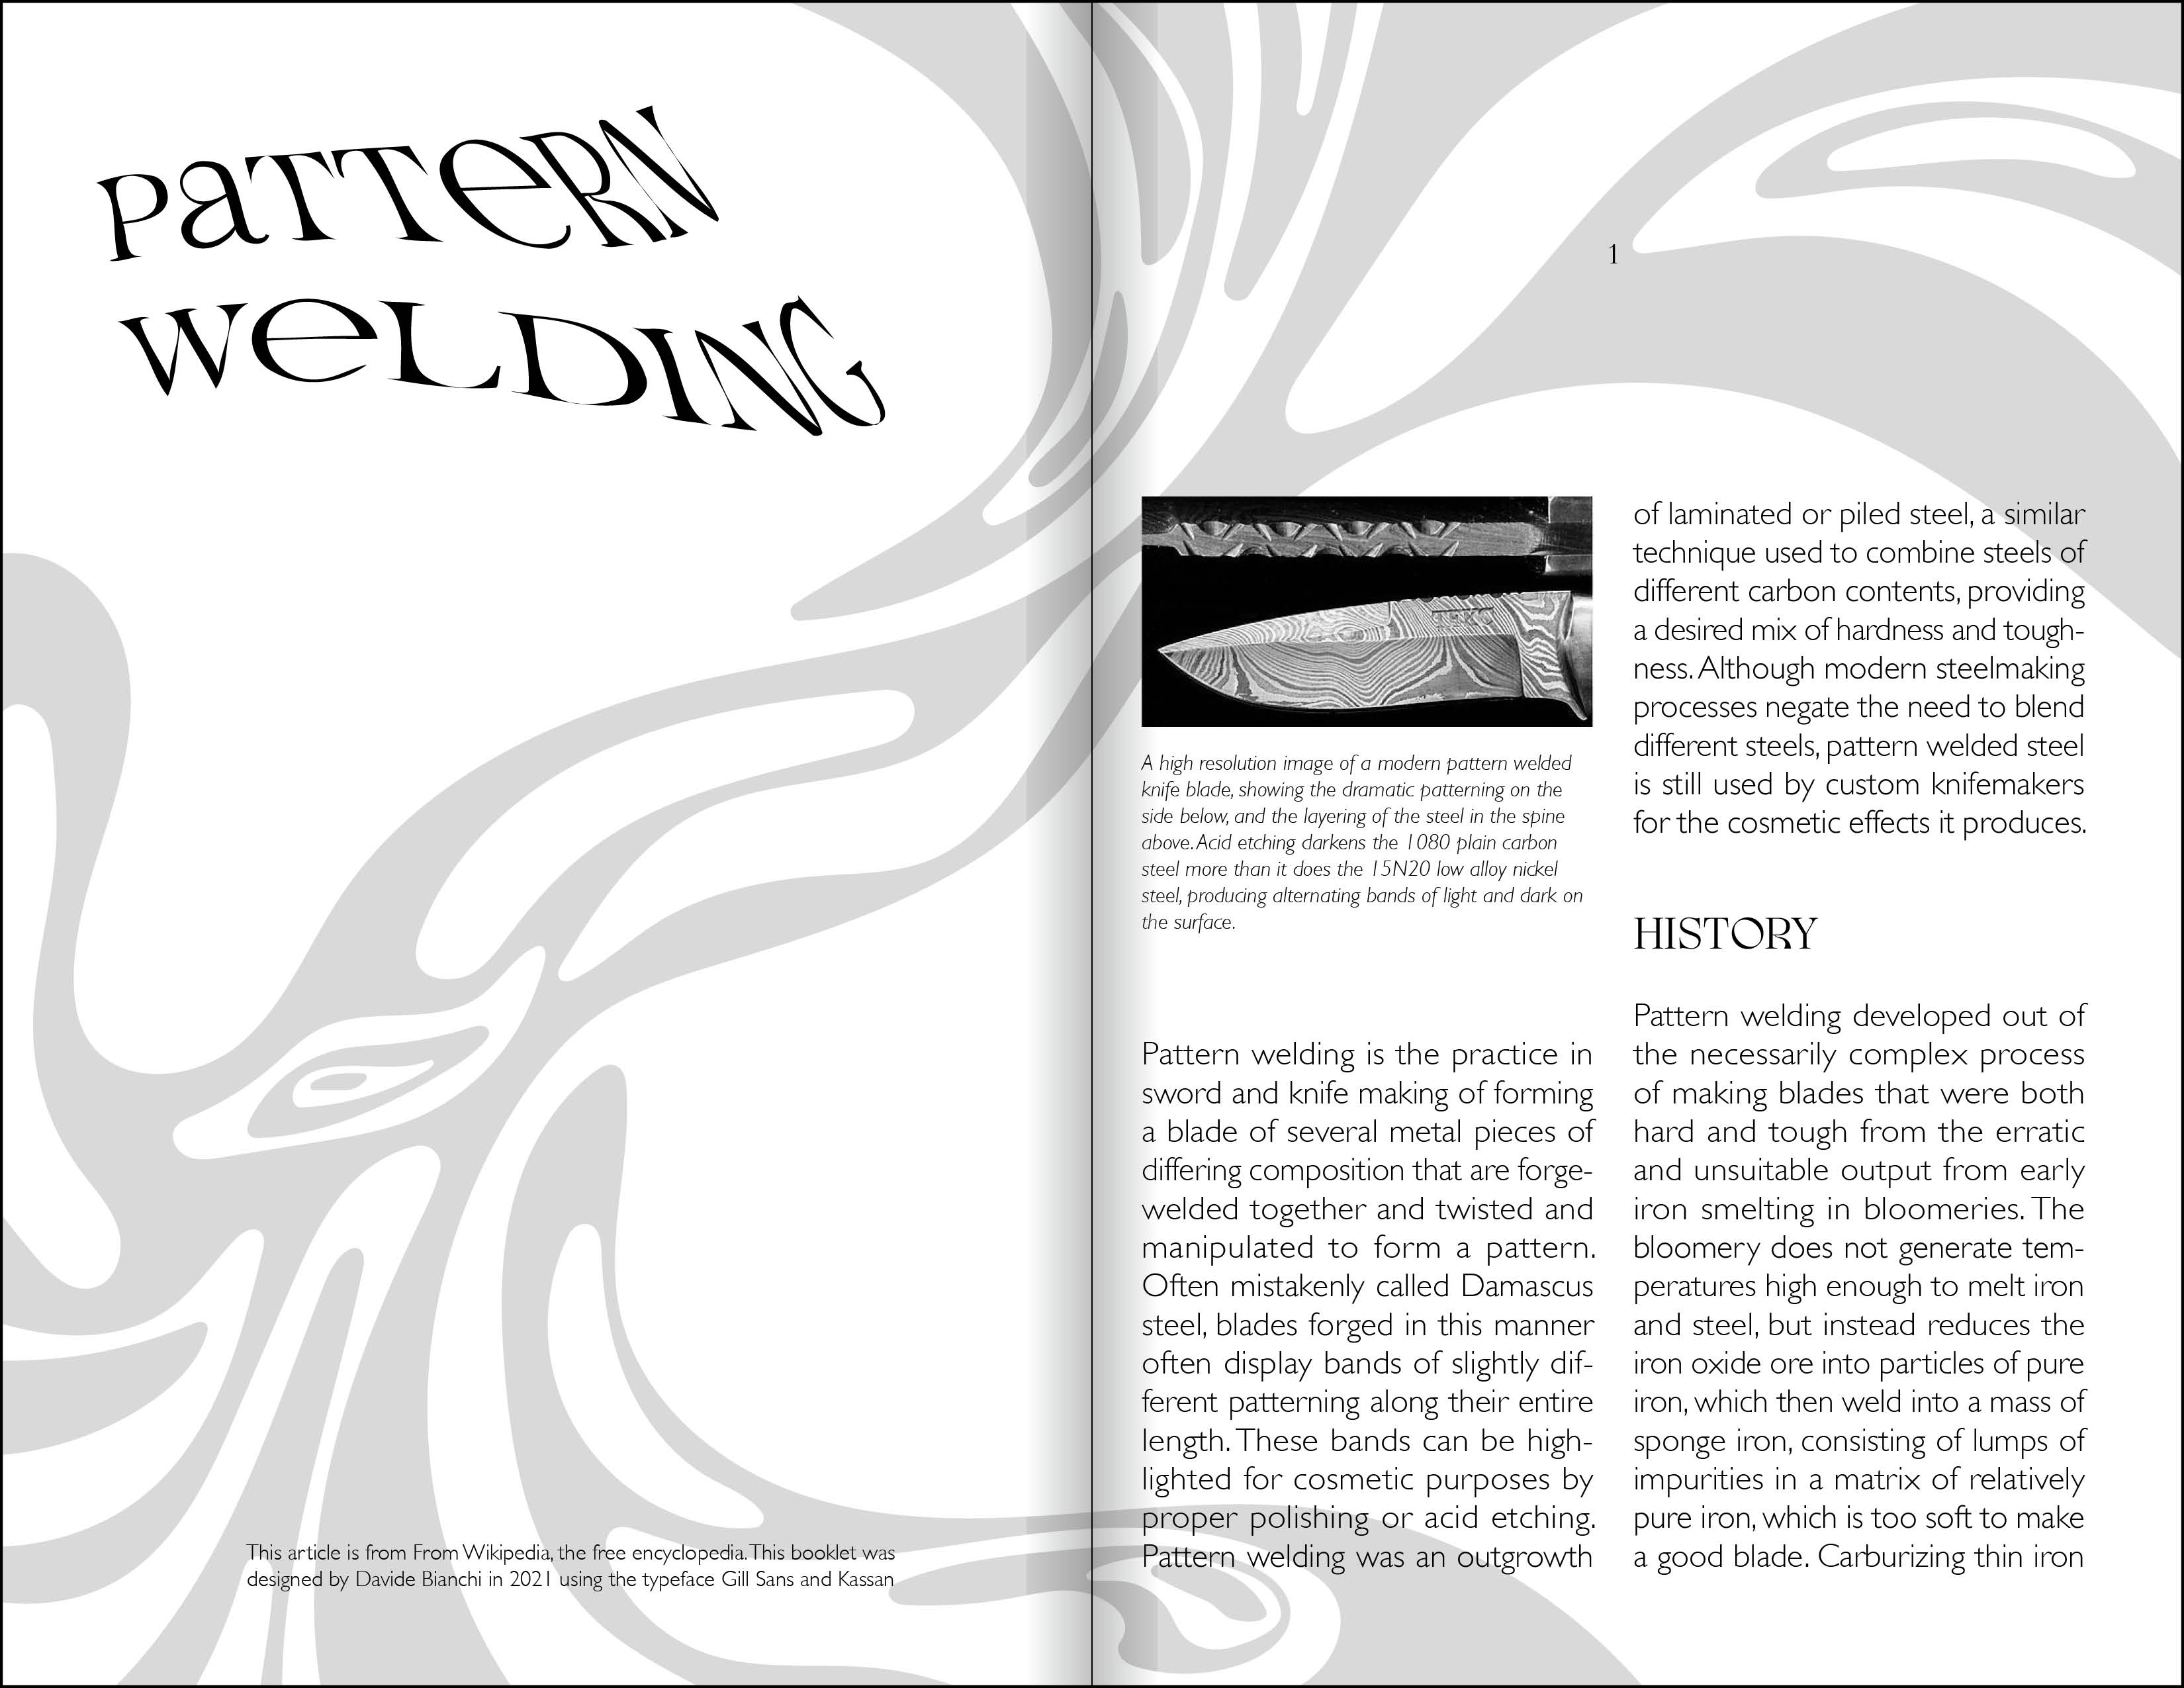 PaTTeRN
WeLDING
This article is from From Wikipedia, the free encyclopedia. This booklet was
designed by Davide Bianchi in 2021 using the typeface Gill Sans and Kassan
1
A high resolution image of a modern pattern welded
knife blade, showing the dramatic patterning on the
side below, and the layering of the steel in the spine
above. Acid etching darkens the 1080 plain carbon
steel more than it does the 15N20 low alloy nickel
steel, producing alternating bands of light and dark on
the surface.
Pattern welding is the practice in
sword and knife making of forming
a blade of several metal pieces of
differing composition that are forge-
welded together and twisted and
manipulated to form a pattern.
Often mistakenly called Damascus
steel, blades forged in this manner
often display bands of slightly dif-
ferent patterning along their entire
length. These bands can be high-
lighted for cosmetic purposes by
proper polishing or acid etching.
Pattern welding was an outgrowth
of laminated or piled steel, a similar
technique used to combine steels of
different carbon contents, providing
a desired mix of hardness and tough-
ness. Although modern steelmaking
processes negate the need to blend
different steels, pattern welded steel
is still used by custom knifemakers
for the cosmetic effects it produces.
HISTORY
Pattern welding developed out of
the necessarily complex process
of making blades that were both
hard and tough from the erratic
and unsuitable output from early
iron smelting in bloomeries. The
bloomery does not generate tem-
peratures high enough to melt iron
and steel, but instead reduces the
iron oxide ore into particles of pure
iron, which then weld into a mass of
sponge iron, consisting of lumps of
impurities in a matrix of relatively
pure iron, which is too soft to make
a good blade. Carburizing thin iron